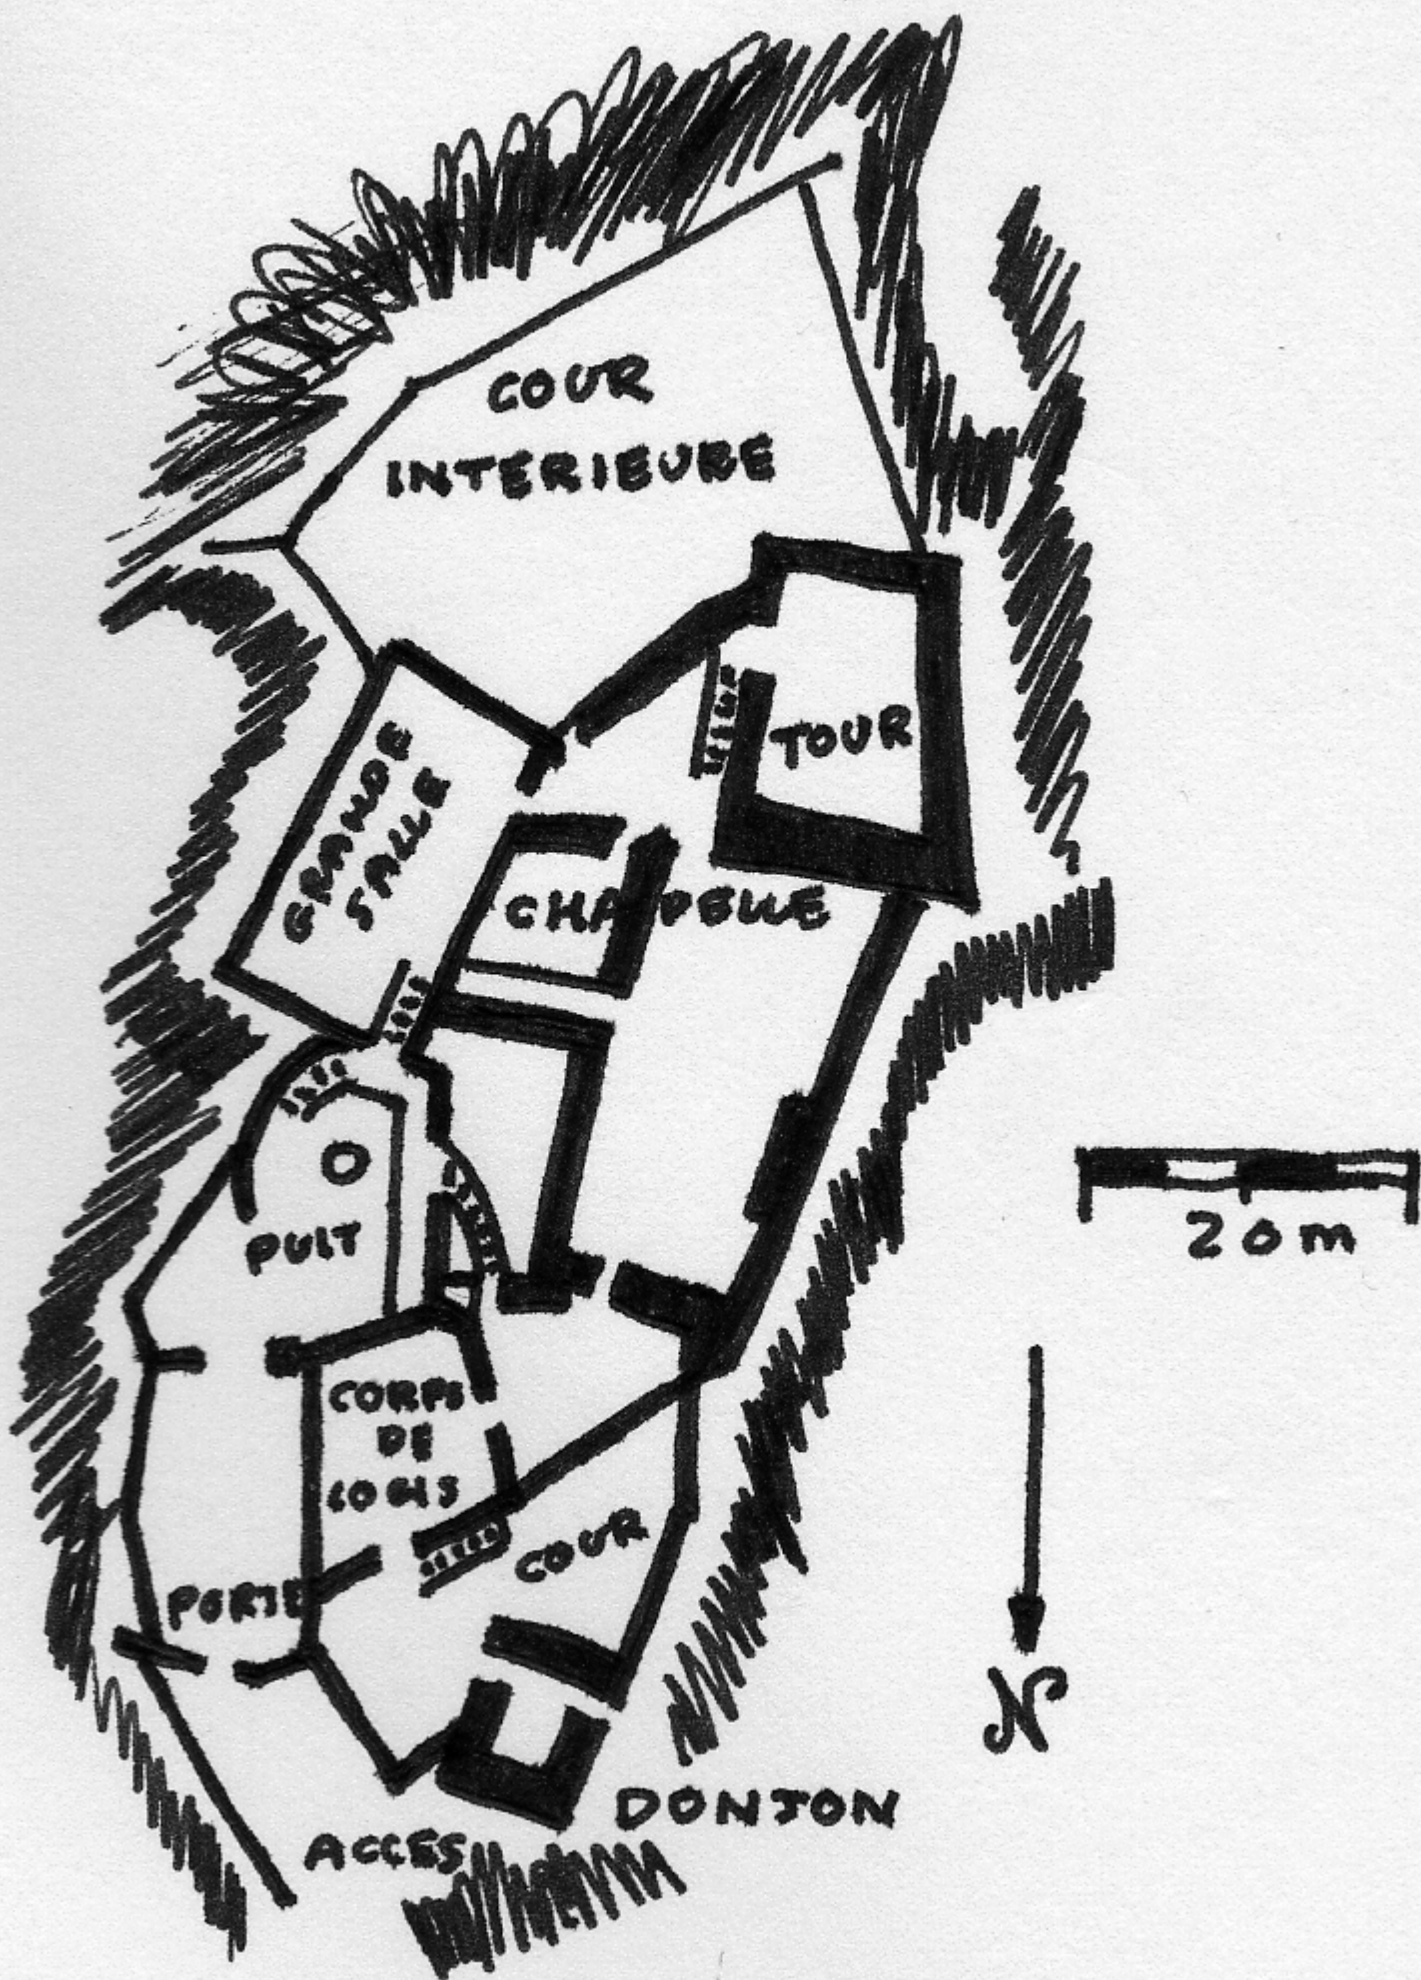 COUR
INTERIEURE
TOUR
GRANDE
SALLE
CHAPELLE
PUIT
20m
CORPS
DE
LOGIS
COUR
PORTE
N
DONJON
ACCES